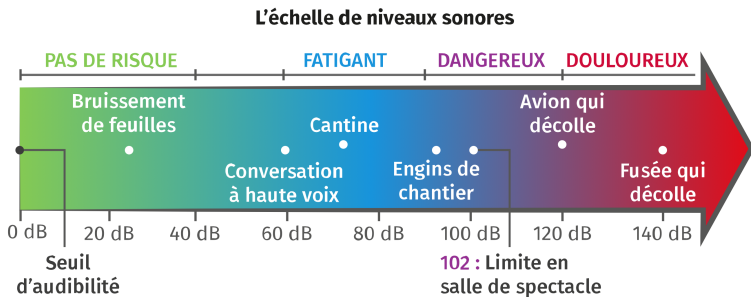 L'échelle de niveaux sonores
PAS DE RISQUE FATIGANT DANGEREUX DOULOUREUX
Bruissement
de feuilles
Cantine
Avion qui
décolle
Conversation
à haute voix
Engins de
chantier
Fusée qui
décolle
0 dB 20 dB 40 dB 60 dB 80 dB 100 dB 120 dB 140 dB
Seuil
d'audibilité
102 : Limite en
salle de spectacle